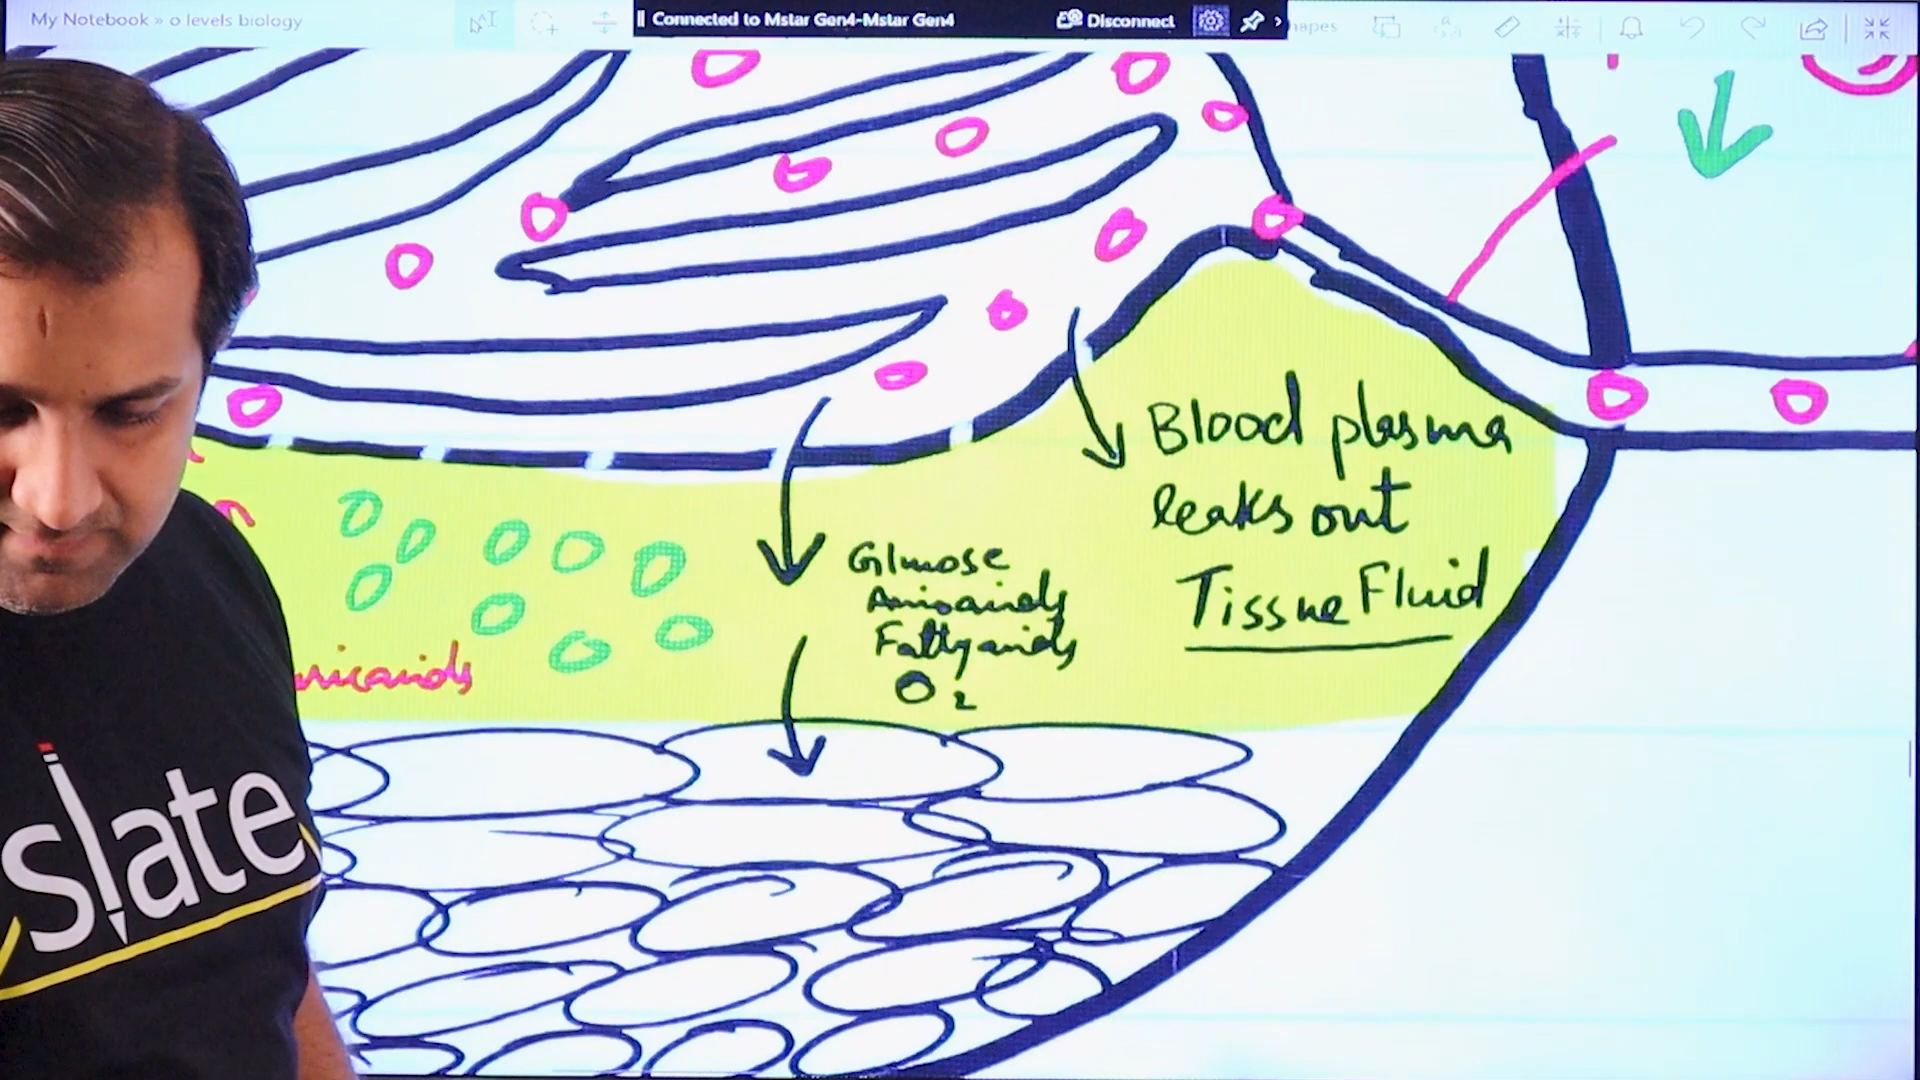 My Notebook » o levels biology
Connected to Mstar Gen4-Mstar Gen4
Disconnect
hapes
Blood plasma
leaks out
Tissue Fluid
Glucose
Aminoacids
Fatty acids
O2
slate